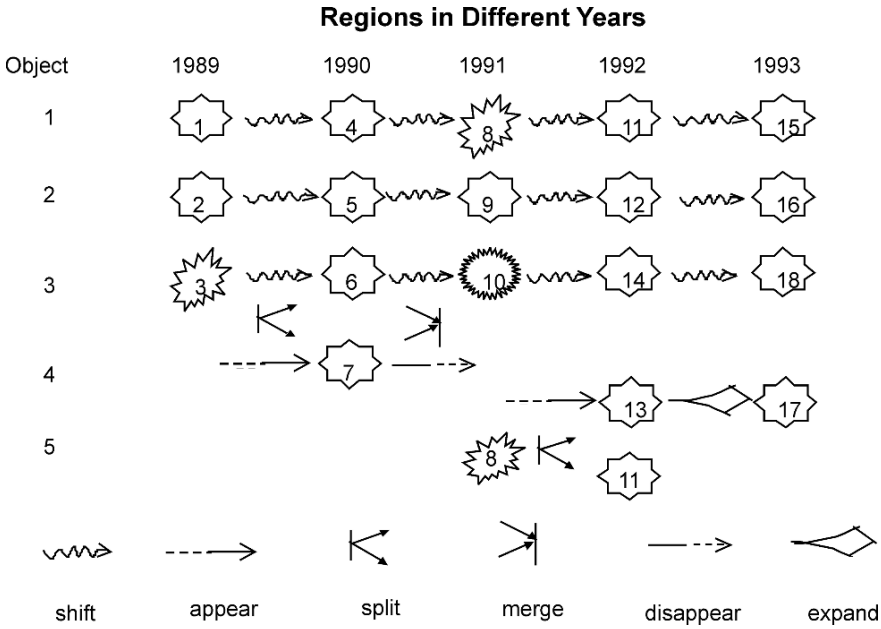 Regions in Different Years
Object 1989 1990 1991 1992 1993
1 1 4 8 11 15
2 2 5 9 12 16
3 3 6 10 14 18
4 7
13 17
5 8 11
shift appear split merge disappear expand